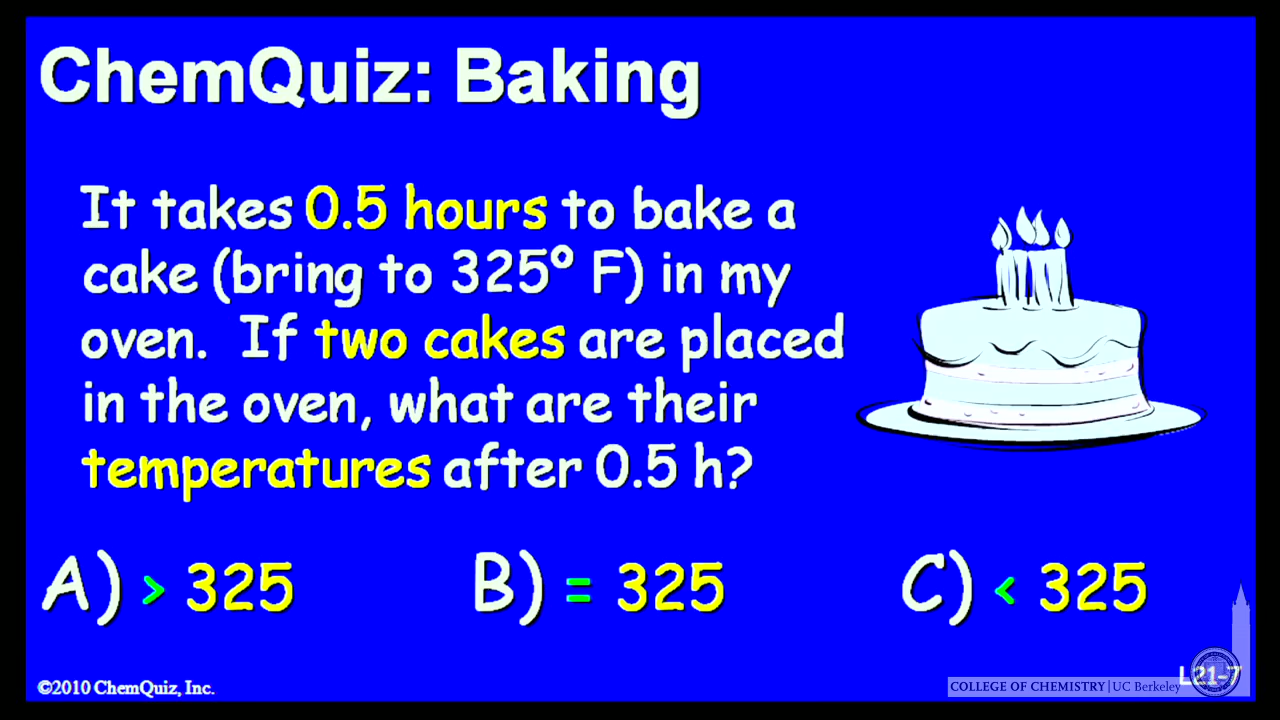 ChemQuiz: Baking
It takes 0.5 hours to bake a
cake (bring to 325º F) in my
oven. If two cakes are placed
in the oven, what are their
temperatures after 0.5 h?
A) > 325 B) = 325 C) < 325
©2010 ChemQuiz, Inc.
L21-7
COLLEGE OF CHEMISTRY | UC Berkeley